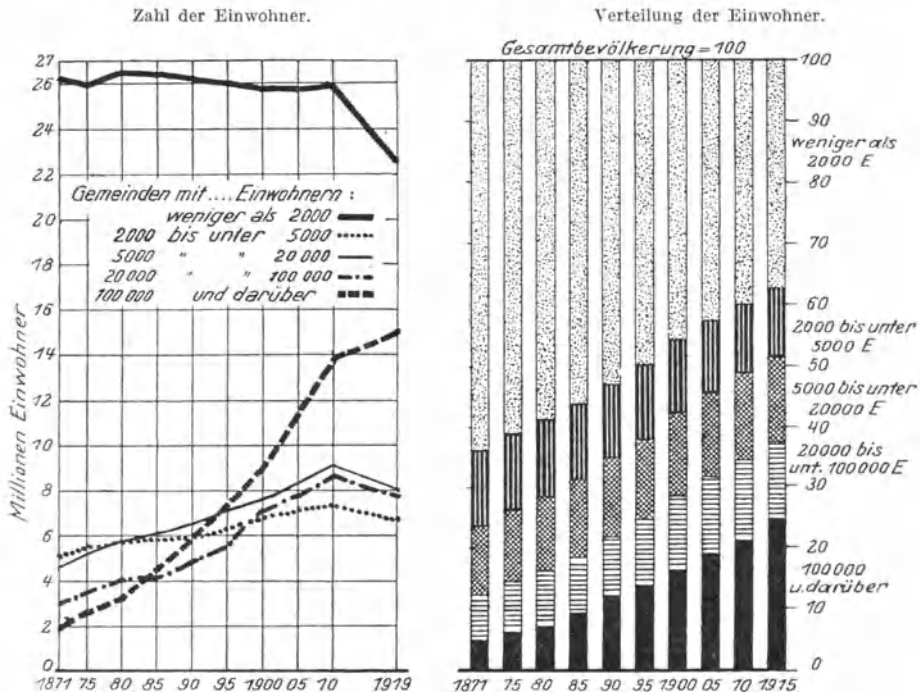 Zahl der Einwohner.
27
26
24
22
20
18
16
14
12
10
8
6
4
2
0
Millionen Einwohner
Gemeinden mit .... Einwohnern :
weniger als 2000
2000 bis unter 5000
5000 " " 20 000
20 000 " " 100 000
100 000 und darüber
1871 75 80 85 90 95 1900 05 10 1919
Verteilung der Einwohner.
Gesamtbevölkerung = 100
100
90
weniger als
2000 E
80
70
60
2000 bis unter
5000 E
50
5000 bis unter
20000 E
40
20000 bis
unt. 100000 E
30
20
100000
u. darüber
10
0
1871 75 80 85 90 95 1900 05 10 1915